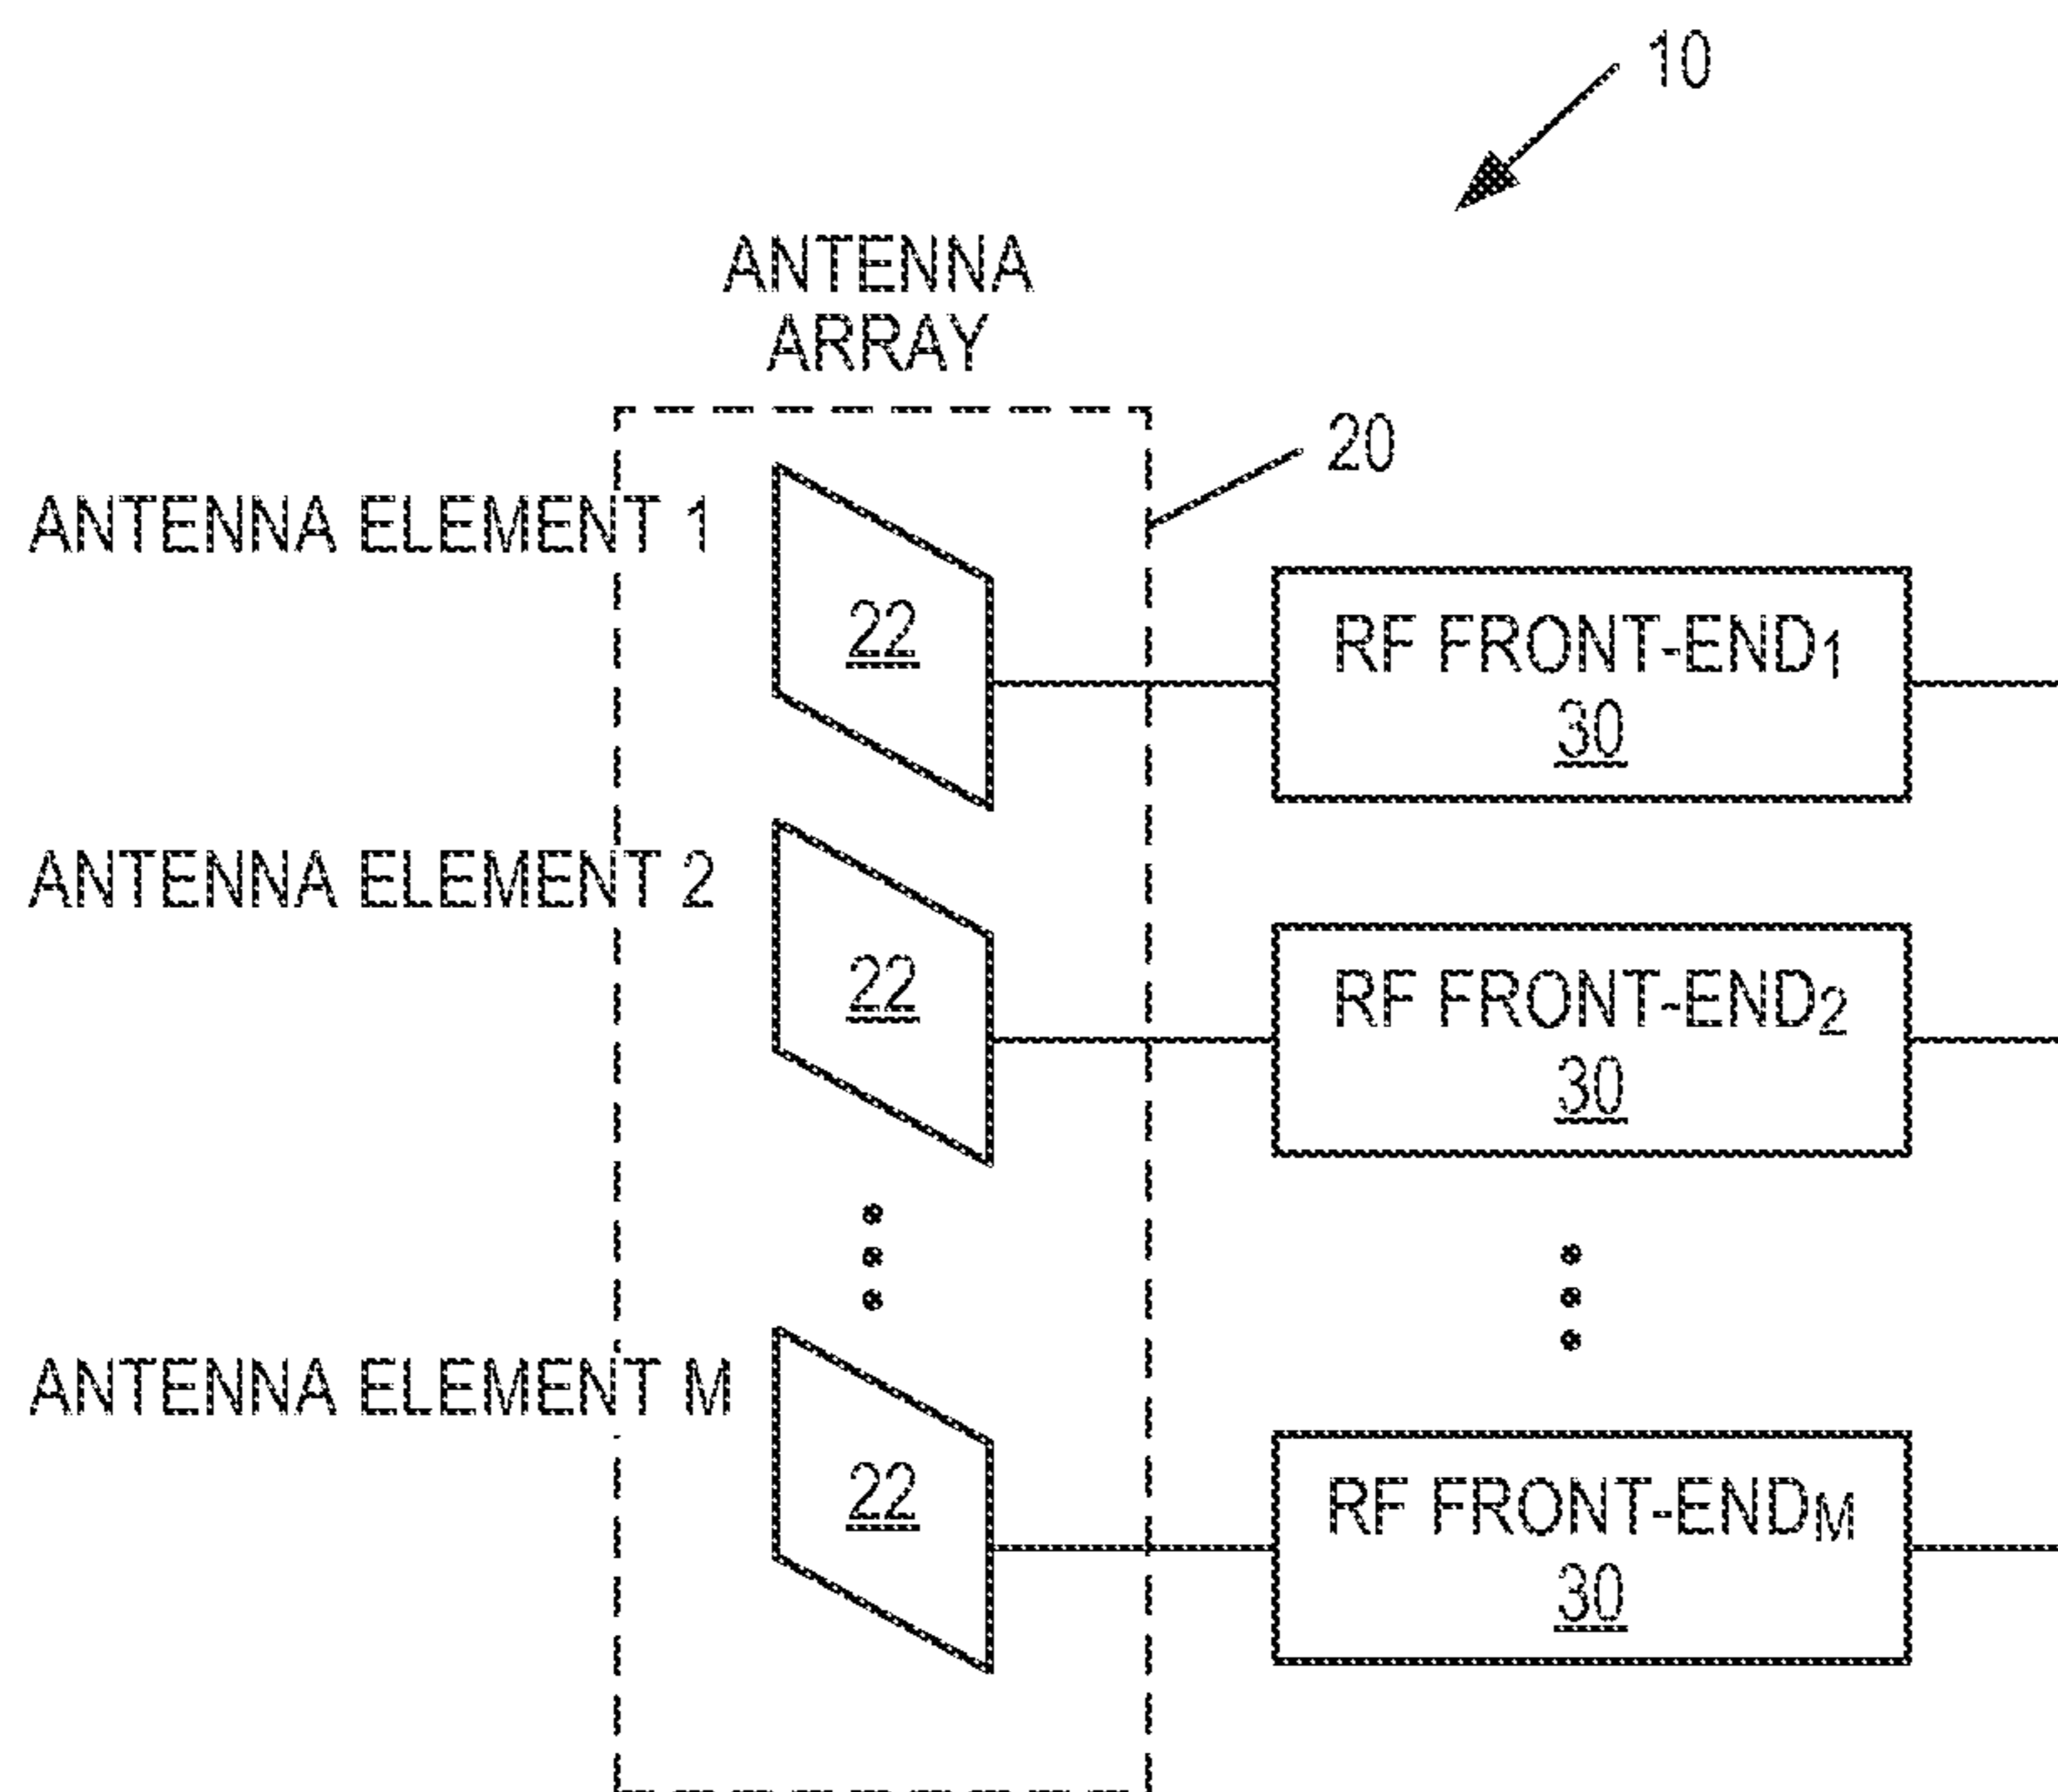 10
ANTENNA
ARRAY
20
ANTENNA ELEMENT 1
22
RF FRONT-END1
30
ANTENNA ELEMENT 2
22
RF FRONT-END2
30
ANTENNA ELEMENT M
22
RF FRONT-ENDM
30